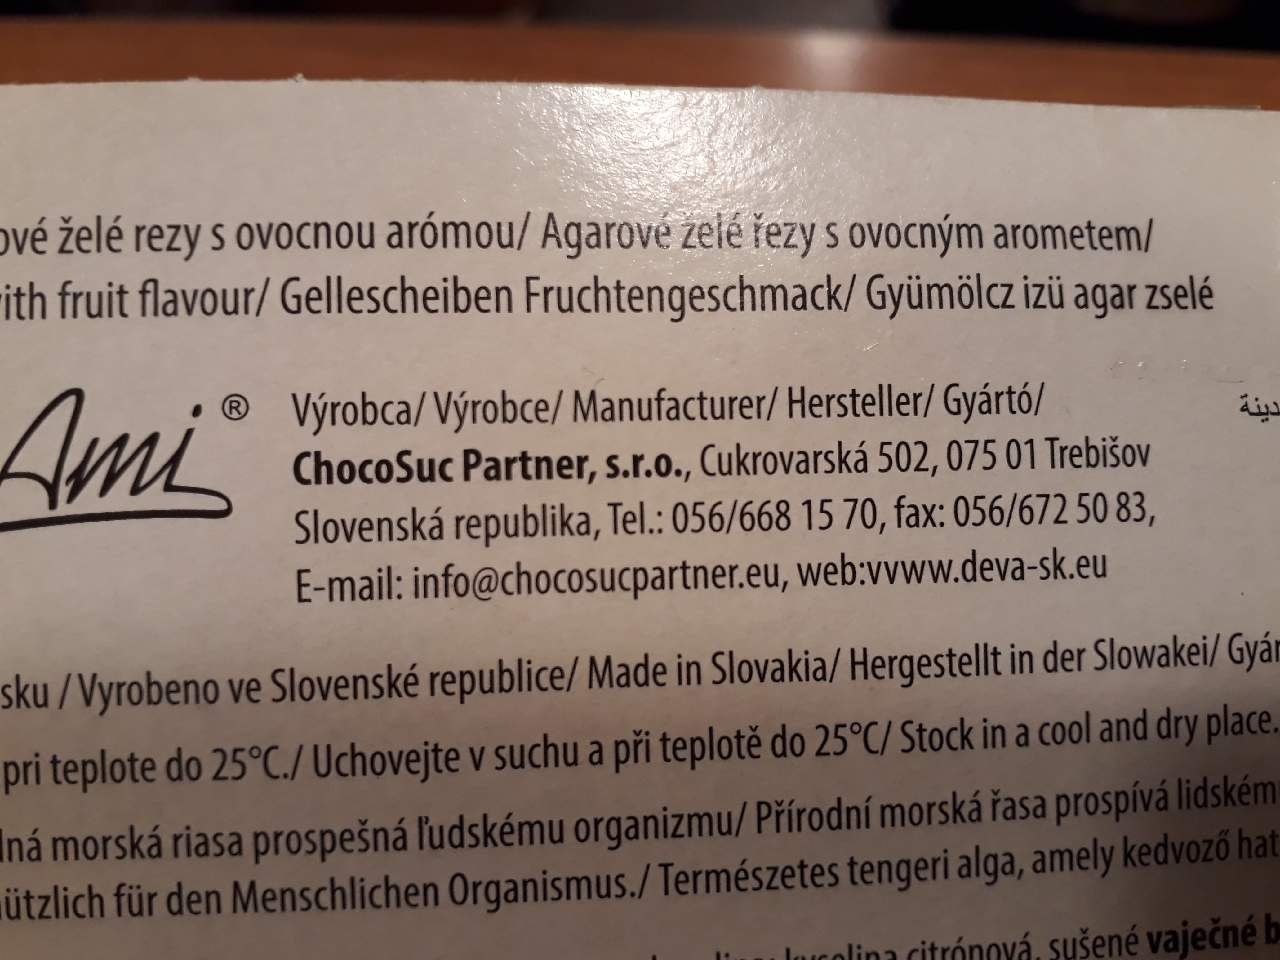 ové želé rezy s ovocnou arómou/ Agarové želé řezy s ovocným arometem/
with fruit flavour/ Gellescheiben Fruchtengeschmack/ Gyümölcz izü agar zselé
Ami ®
Výrobca/ Výrobce/ Manufacturer/ Hersteller/ Gyártó/
ChocoSuc Partner, s.r.o., Cukrovarská 502, 075 01 Trebišov
Slovenská republika, Tel.: 056/668 15 70, fax: 056/672 50 83,
E-mail: info@chocosucpartner.eu, web:vvww.deva-sk.eu
sku / Vyrobeno ve Slovenské republice/ Made in Slovakia/ Hergestellt in der Slowakei/
pri teplote do 25°C./ Uchovejte v suchu a při teplotě do 25°C/ Stock in a cool and dry place.
morská riasa prospešná ľudskému organizmu/ Přírodní morská řasa prospívá lidském
für den Menschlichen Organismus./ Természetes tengeri alga, amely kedvoző hat
kyselina citrónová, sušené vaječné b